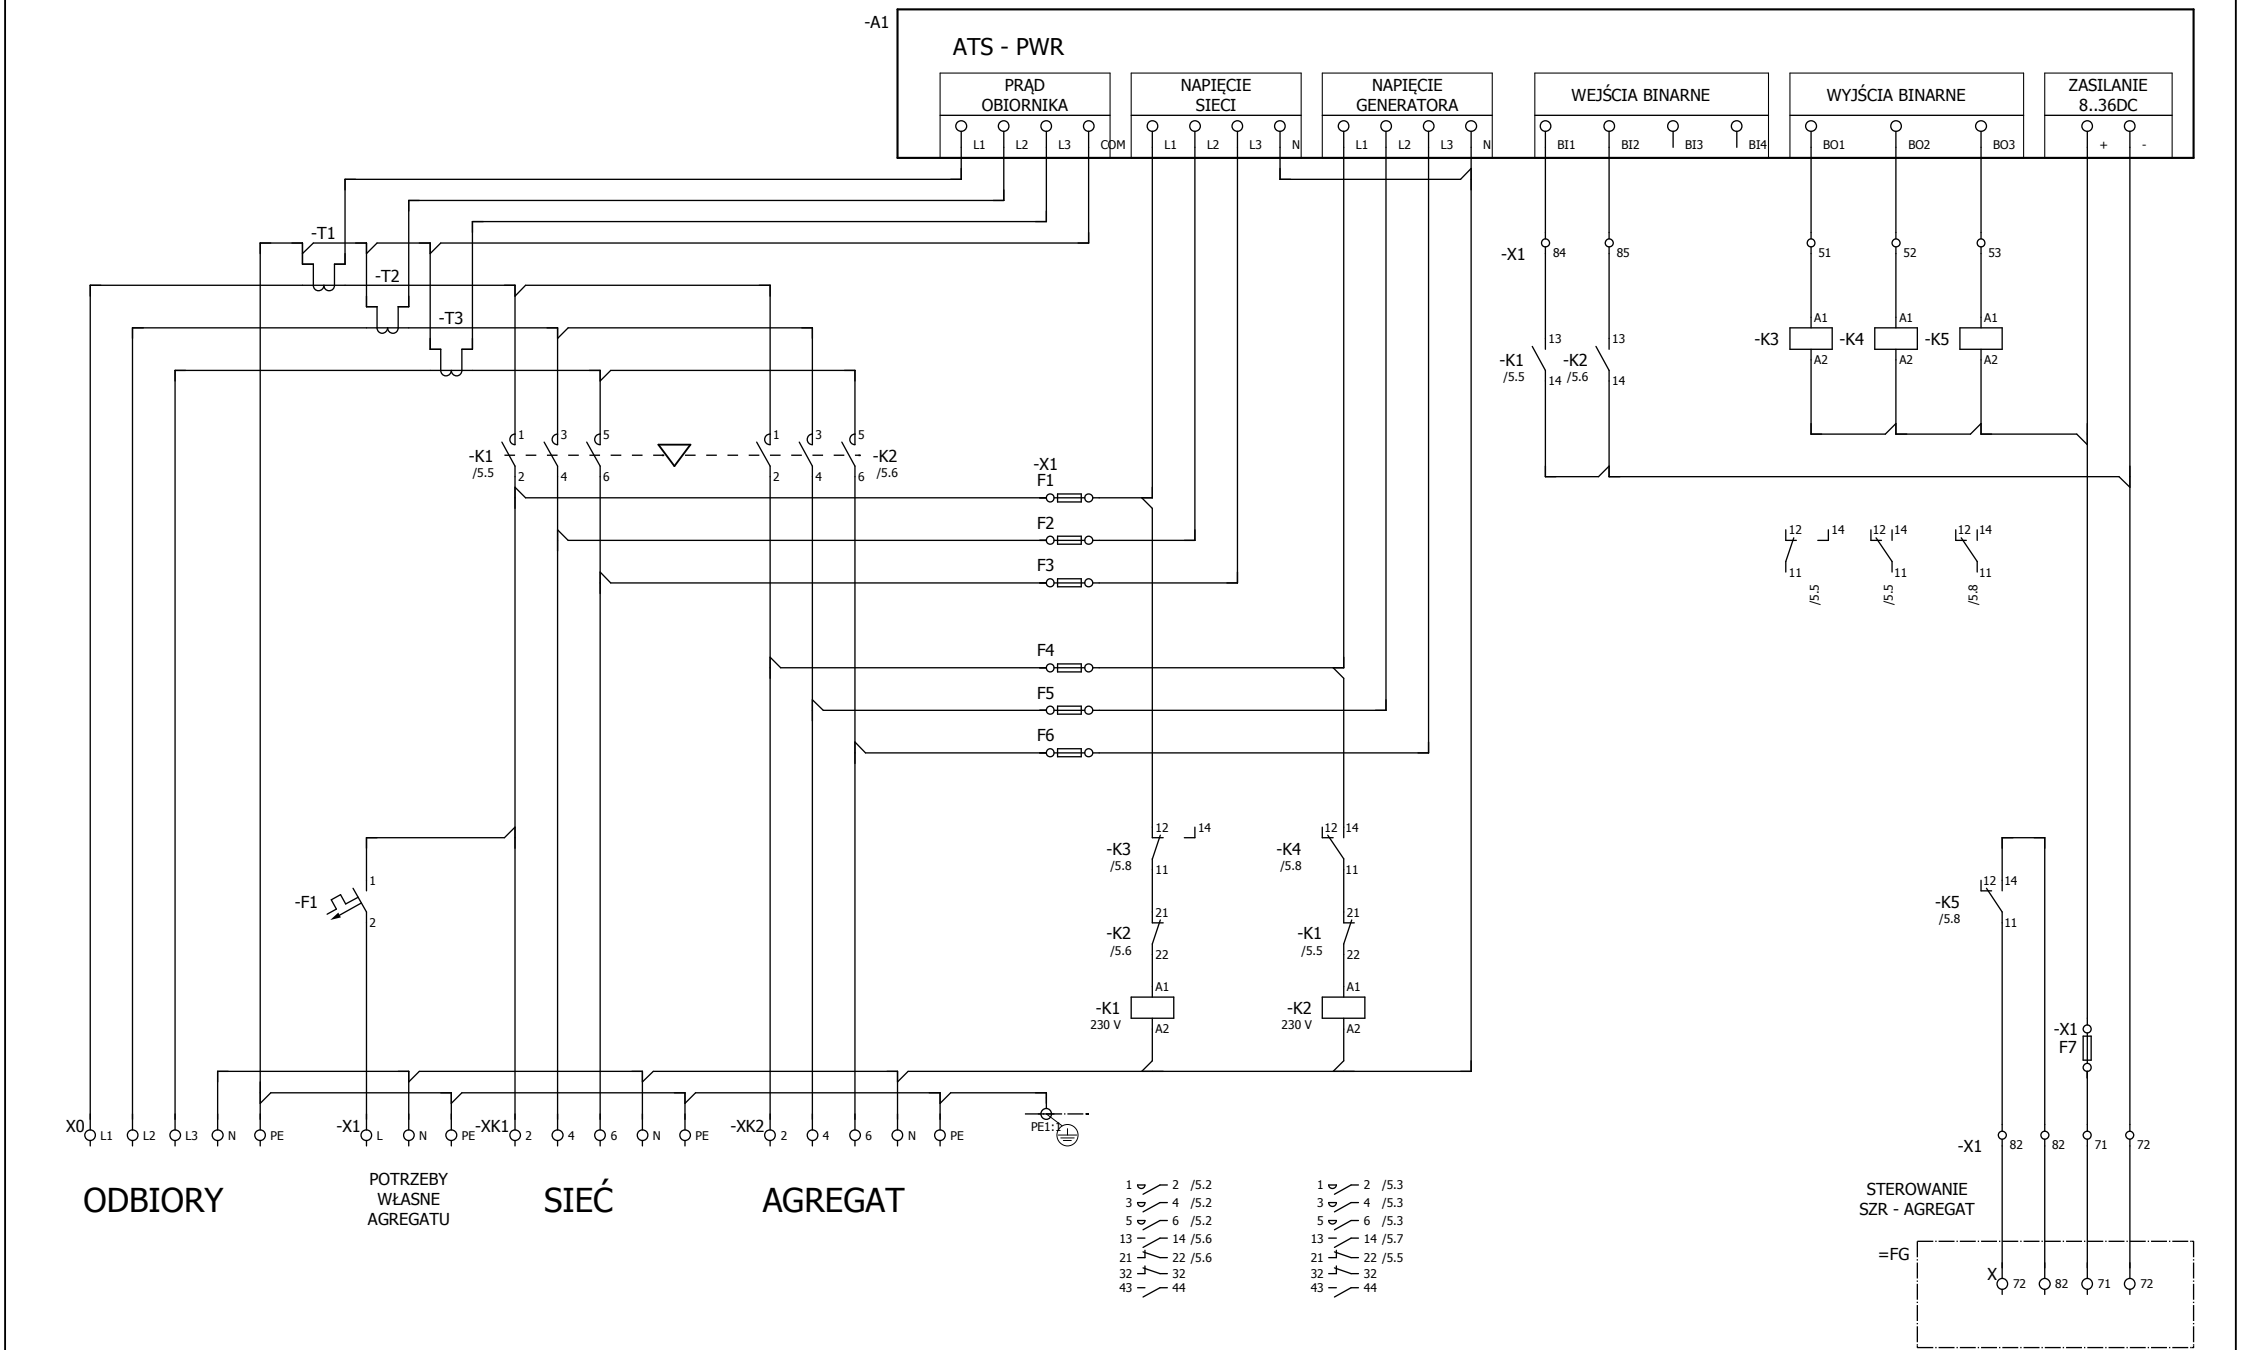 -A1
ATS - PWR
PRĄD
OBIORNIKA
NAPIĘCIE
SIECI
NAPIĘCIE
GENERATORA
WEJŚCIA BINARNE
WYJŚCIA BINARNE
ZASILANIE
8..36DC
L1 L2 L3 COM L1 L2 L3 N L1 L2 L3 N BI1 BI2 BI3 BI4 BO1 BO2 BO3 + -
-T1
-T2
-T3
-X1 84 85 51 52 53
A1 A1 A1
-K3 -K4 -K5
A2 A2 A2
13 13
-K1 -K2
/5.5 14 /5.6 14
1 3 5 1 3 5
-K1 -K2
/5.5 /5.6
2 4 6 2 4 6
-X1
F1
F2
F3
12 14 12 14 12 14
11 11 11
/5.5 /5.5 /5.8
F4
F5
F6
12 14 12 14
-K3 -K4
/5.8 /5.8
11 11
1
-F1
2
12 14
-K5
/5.8
11
21 21
-K2 -K1
/5.6 /5.5
22 22
A1 A1
-K1 -K2
230 V 230 V
A2 A2
-X1
F7
X0 L1 L2 L3 N PE -X1 L N PE -XK1 2 4 6 N PE -XK2 2 4 6 N PE PE1:1
-X1 82 82 71 72
ODBIORY
POTRZEBY
WŁASNE
AGREGATU
SIEĆ
AGREGAT
STEROWANIE
SZR - AGREGAT
1 2 /5.2
3 4 /5.2
5 6 /5.2
13 14 /5.6
21 22 /5.6
32 32
43 44
1 2 /5.3
3 4 /5.3
5 6 /5.3
13 14 /5.7
21 22 /5.5
32 32
43 44
=FG
X 72 82 71 72